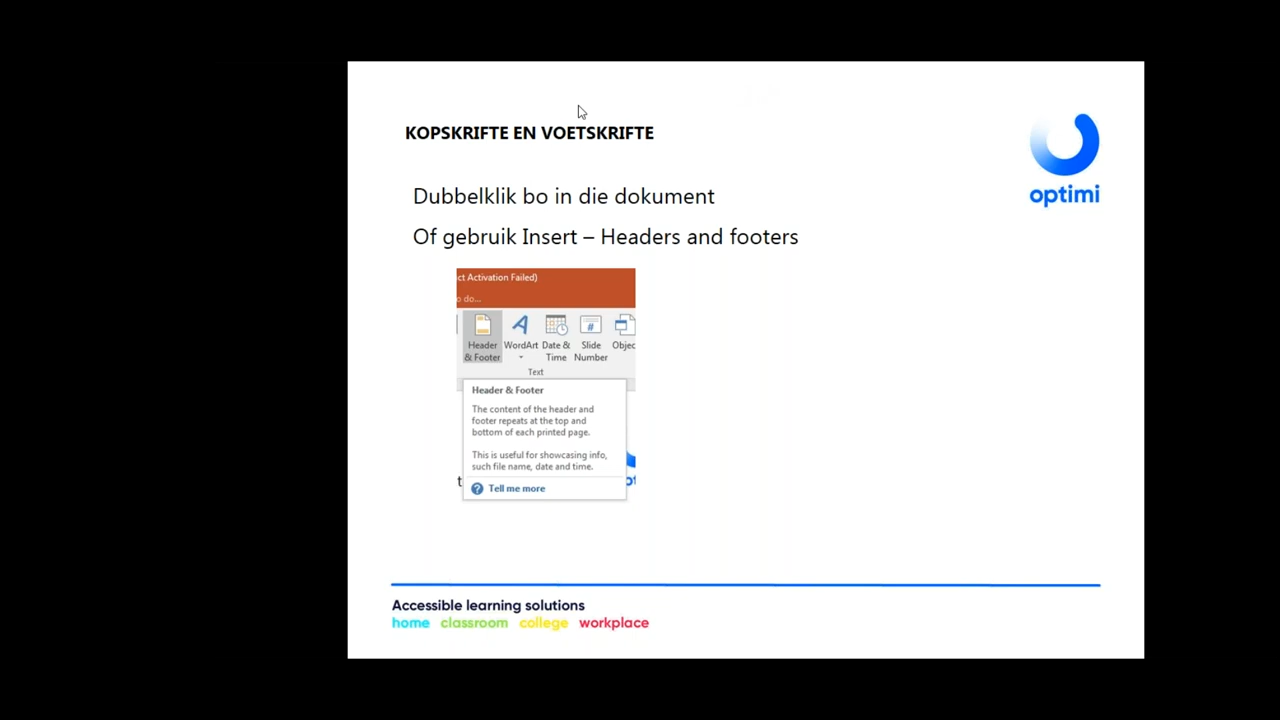 KOPSKRIFTE EN VOETSKRIFTE
optimi
Dubbelklik bo in die dokument
Of gebruik Insert – Headers and footers
ct Activation Failed)
o do...
Header & Footer
WordArt
Date & Time
Slide Number
Objec
Text
Header & Footer
The content of the header and
footer repeats at the top and
bottom of each printed page.
This is useful for showcasing info,
such file name, date and time.
t
Tell me more
Accessible learning solutions
home classroom college workplace